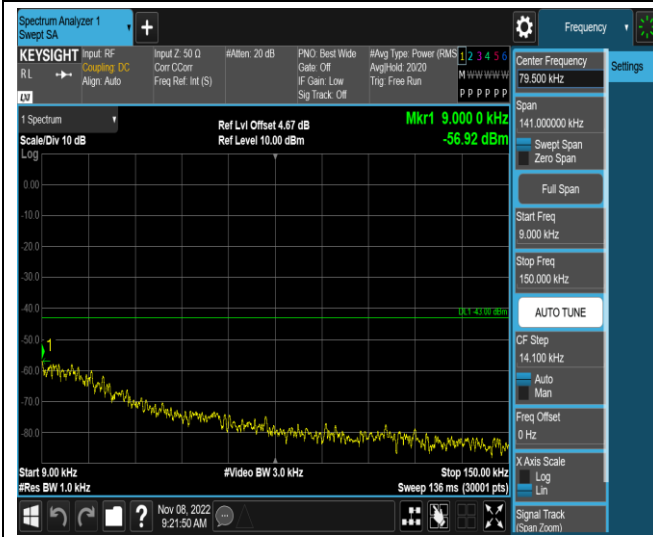 Spectrum Analyzer 1
Swept SA
Frequency
KEYSIGHT
RL
LXI
Input: RF
Coupling: DC
Align: Auto
Input Z: 50 Ω
Corr CCorr
Freq Ref: Int (S)
#Atten: 20 dB
PNO: Best Wide
Gate: Off
IF Gain: Low
Sig Track: Off
#Avg Type: Power (RMS
Avg|Hold: 20/20
Trig: Free Run
1 2 3 4 5 6
M W W W W W
P P P P P P
1 Spectrum
Scale/Div 10 dB
Log
Ref Lvl Offset 4.67 dB
Ref Level 10.00 dBm
Mkr1 9.000 0 kHz
-56.92 dBm
0.00
-10.0
-20.0
-30.0
-40.0
DL1 -43.00 dBm
-50.0
1
-60.0
-70.0
-80.0
Start 9.00 kHz
#Res BW 1.0 kHz
#Video BW 3.0 kHz
Stop 150.00 kHz
Sweep 136 ms (30001 pts)
Nov 08, 2022
9:21:50 AM
Center Frequency
79.500 kHz
Settings
Span
141.000000 kHz
Swept Span
Zero Span
Full Span
Start Freq
9.000 kHz
Stop Freq
150.000 kHz
AUTO TUNE
CF Step
14.100 kHz
Auto
Man
Freq Offset
0 Hz
X Axis Scale
Log
Lin
Signal Track
(Span Zoom)